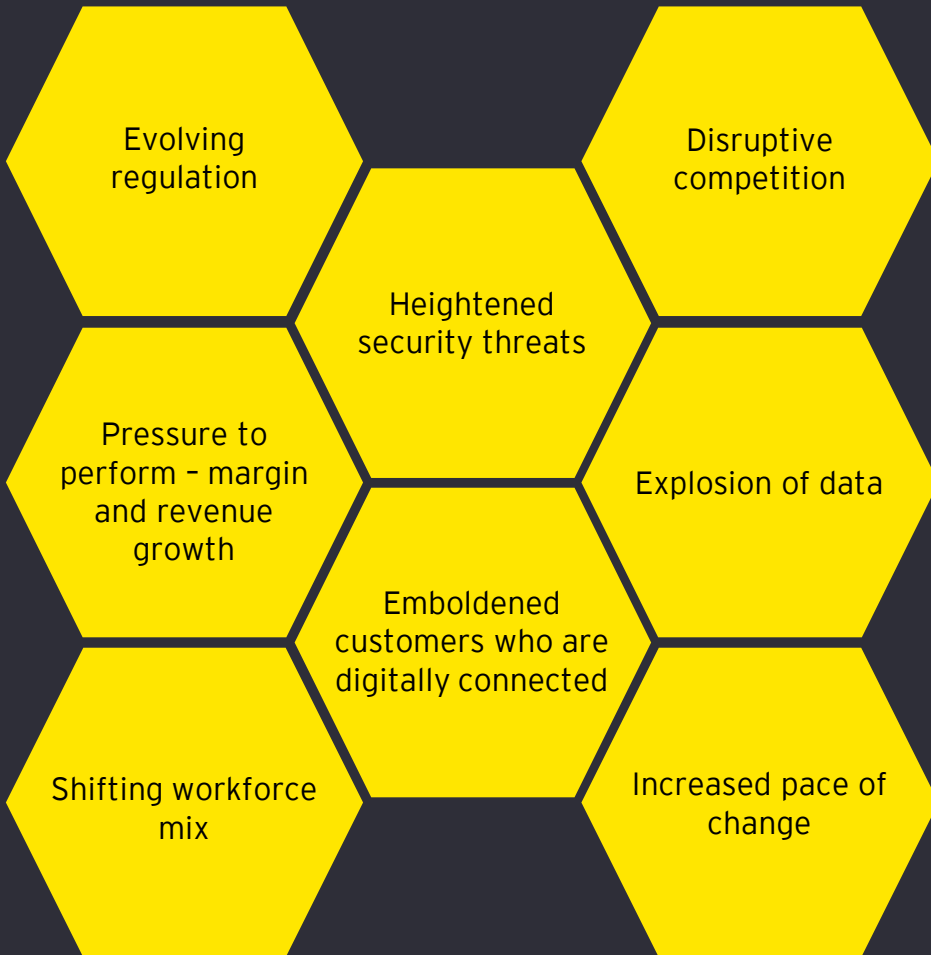 Evolving
regulation
Disruptive
competition
Heightened
security threats
Pressure to
perform – margin
and revenue
growth
Explosion of data
Emboldened
customers who are
digitally connected
Shifting workforce
mix
Increased pace of
change